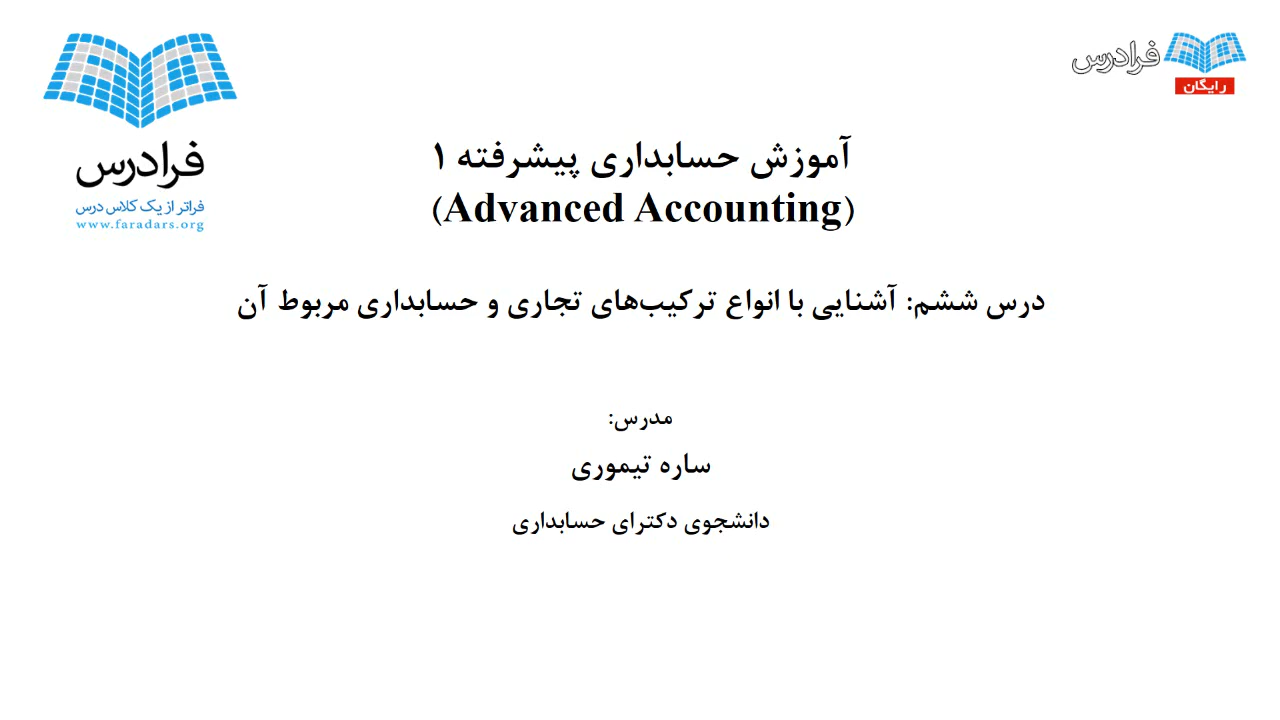 فرادرس
رایگان
فرادرس
فراتر از یک کلاس درس
www.faradars.org
آموزش حسابداری پیشرفته ۱
(Advanced Accounting)
درس ششم: آشنایی با انواع ترکیب‌های تجاری و حسابداری مربوط آن
مدرس:
ساره تیموری
دانشجوی دکترای حسابداری